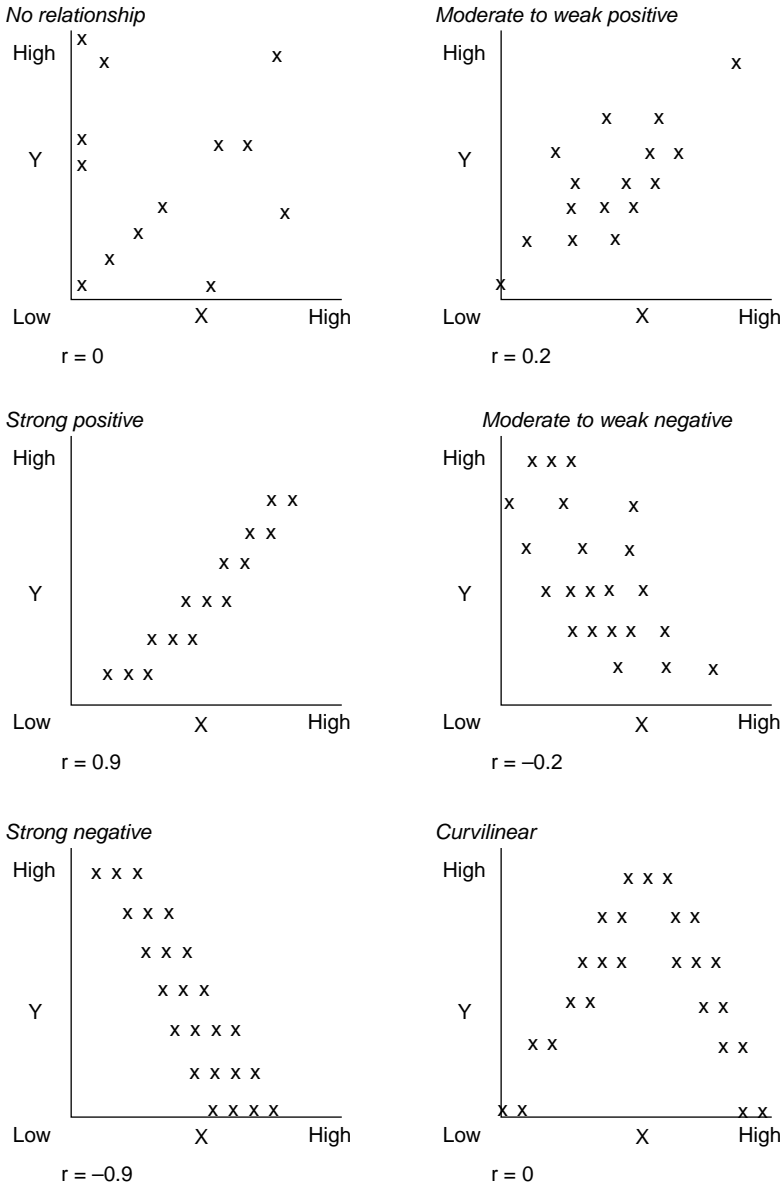 No relationship
High
Y
Low X High
r = 0
Moderate to weak positive
High
Y
Low X High
r = 0.2
Strong positive
High
Y
Low X High
r = 0.9
Moderate to weak negative
High
Y
Low X High
r = –0.2
Strong negative
High
Y
Low X High
r = –0.9
Curvilinear
High
Y
Low X High
r = 0